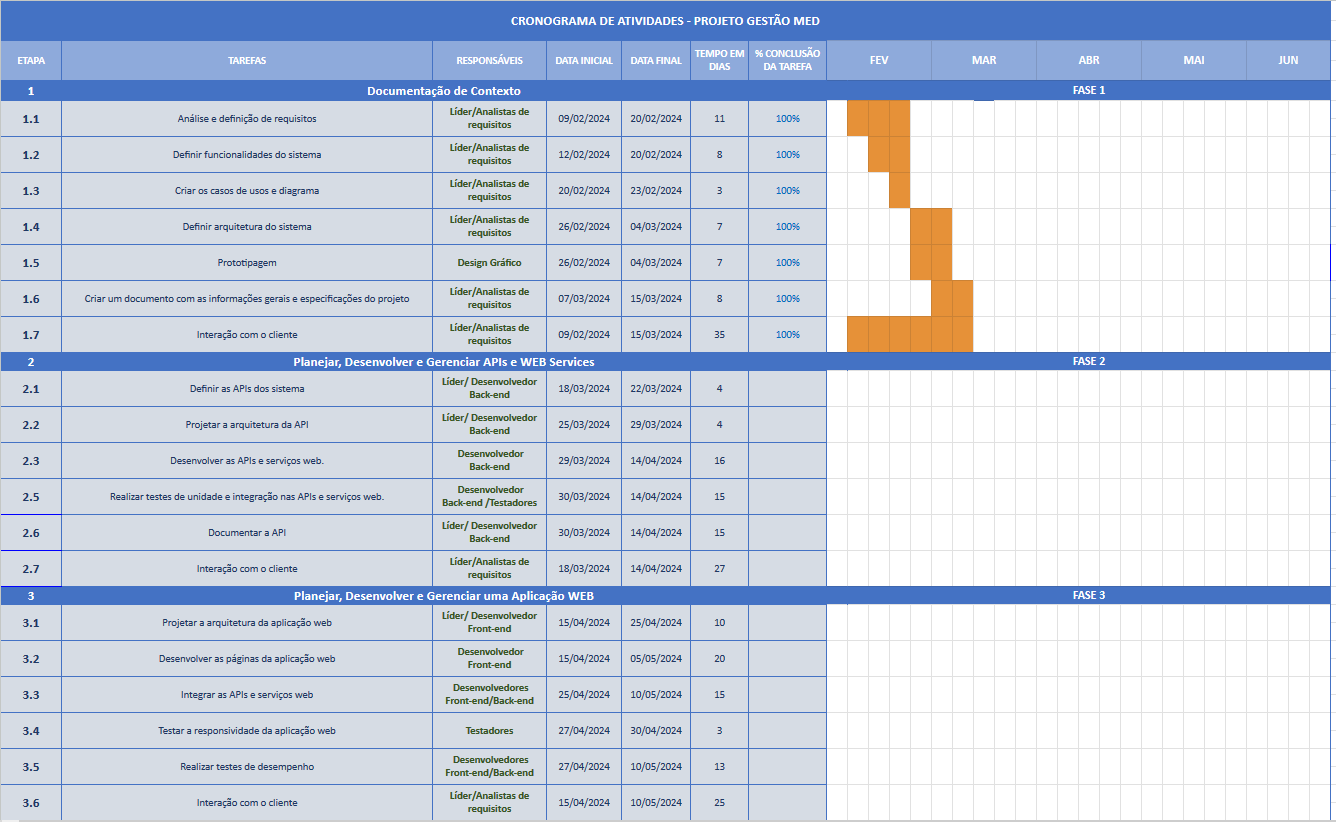 CRONOGRAMA DE ATIVIDADES - PROJETO GESTÃO MED
ETAPA TAREFAS RESPONSÁVEIS DATA INICIAL DATA FINAL TEMPO EM DIAS % CONCLUSÃO DA TAREFA FEV MAR ABR MAI JUN
1 Documentação de Contexto FASE 1
1.1 Análise e definição de requisitos Líder/Analistas de requisitos 09/02/2024 20/02/2024 11 100%
1.2 Definir funcionalidades do sistema Líder/Analistas de requisitos 12/02/2024 20/02/2024 8 100%
1.3 Criar os casos de usos e diagrama Líder/Analistas de requisitos 20/02/2024 23/02/2024 3 100%
1.4 Definir arquitetura do sistema Líder/Analistas de requisitos 26/02/2024 04/03/2024 7 100%
1.5 Prototipagem Design Gráfico 26/02/2024 04/03/2024 7 100%
1.6 Criar um documento com as informações gerais e especificações do projeto Líder/Analistas de requisitos 07/03/2024 15/03/2024 8 100%
1.7 Interação com o cliente Líder/Analistas de requisitos 09/02/2024 15/03/2024 35 100%
2 Planejar, Desenvolver e Gerenciar APIs e WEB Services FASE 2
2.1 Definir as APIs dos sistema Líder/ Desenvolvedor Back-end 18/03/2024 22/03/2024 4
2.2 Projetar a arquitetura da API Líder/ Desenvolvedor Back-end 25/03/2024 29/03/2024 4
2.3 Desenvolver as APIs e serviços web. Desenvolvedor Back-end 29/03/2024 14/04/2024 16
2.5 Realizar testes de unidade e integração nas APIs e serviços web. Desenvolvedor Back-end /Testadores 30/03/2024 14/04/2024 15
2.6 Documentar a API Líder/ Desenvolvedor Back-end 30/03/2024 14/04/2024 15
2.7 Interação com o cliente Líder/Analistas de requisitos 18/03/2024 14/04/2024 27
3 Planejar, Desenvolver e Gerenciar uma Aplicação WEB FASE 3
3.1 Projetar a arquitetura da aplicação web Líder/ Desenvolvedor Front-end 15/04/2024 25/04/2024 10
3.2 Desenvolver as páginas da aplicação web Desenvolvedor Front-end 15/04/2024 05/05/2024 20
3.3 Integrar as APIs e serviços web Desenvolvedores Front-end/Back-end 25/04/2024 10/05/2024 15
3.4 Testar a responsividade da aplicação web Testadores 27/04/2024 30/04/2024 3
3.5 Realizar testes de desempenho Desenvolvedores Front-end/Back-end 27/04/2024 10/05/2024 13
3.6 Interação com o cliente Líder/Analistas de requisitos 15/04/2024 10/05/2024 25